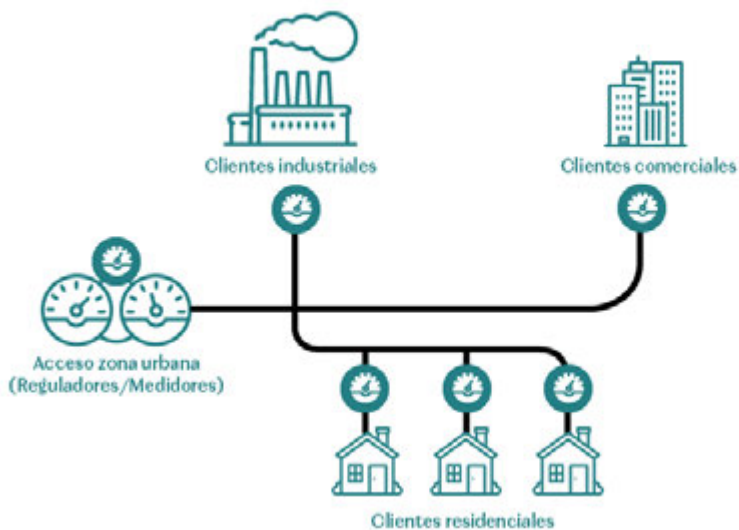 Clientes industriales
Clientes comerciales
Acceso zona urbana
(Reguladores/Medidores)
Clientes residenciales